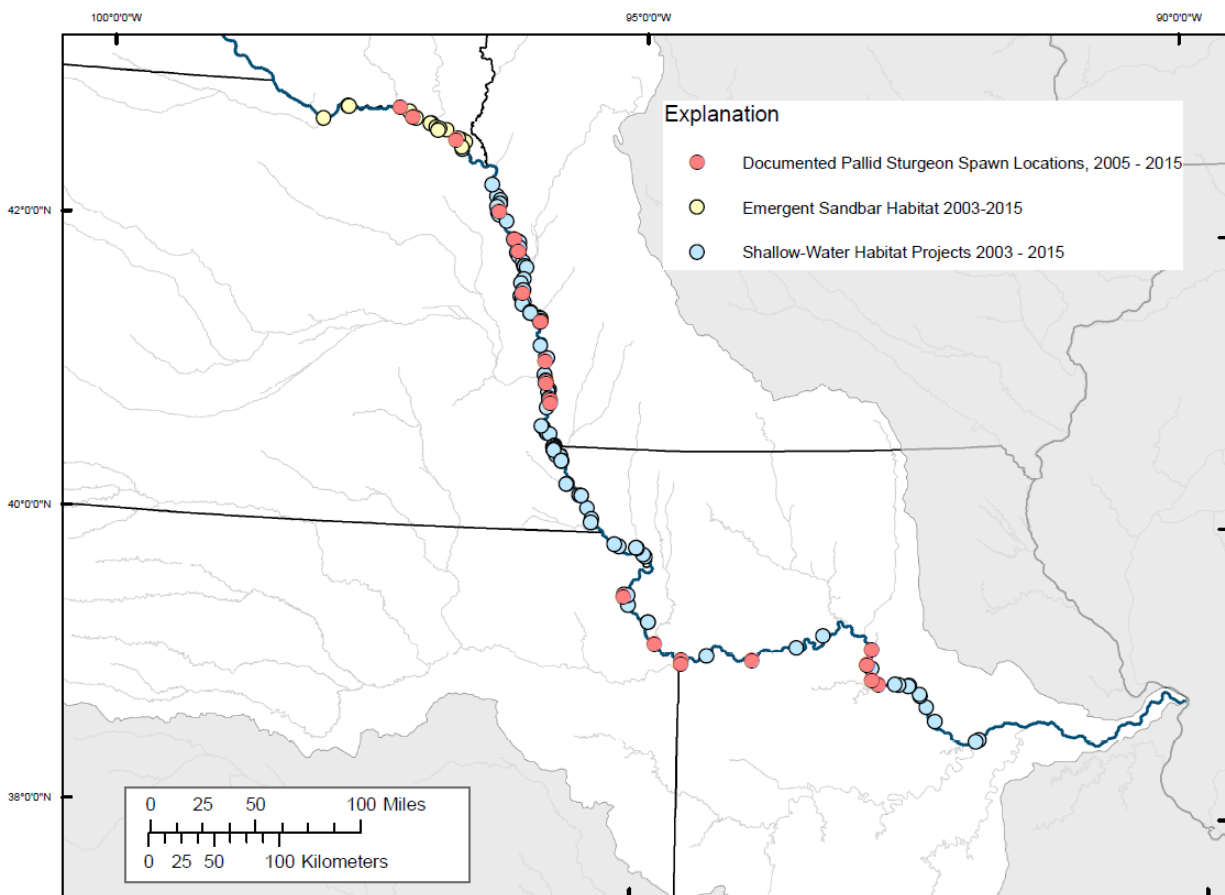 100°0'0"W 95°0'0"W 90°0'0"W
Explanation
Documented Pallid Sturgeon Spawn Locations, 2005 - 2015
Emergent Sandbar Habitat 2003-2015
Shallow-Water Habitat Projects 2003 - 2015
42°0'0"N
40°0'0"N
38°0'0"N
0 25 50 100 Miles
0 25 50 100 Kilometers